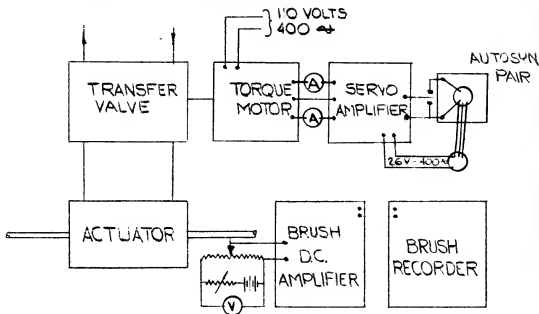 110 VOLTS
400 ~
TRANSFER
VALVE
TORQUE
MOTOR
A
A
SERVO
AMPLIFIER
AUTOSYN
PAIR
26V-400~
ACTUATOR
BRUSH
D.C.
AMPLIFIER
V
BRUSH
RECORDER